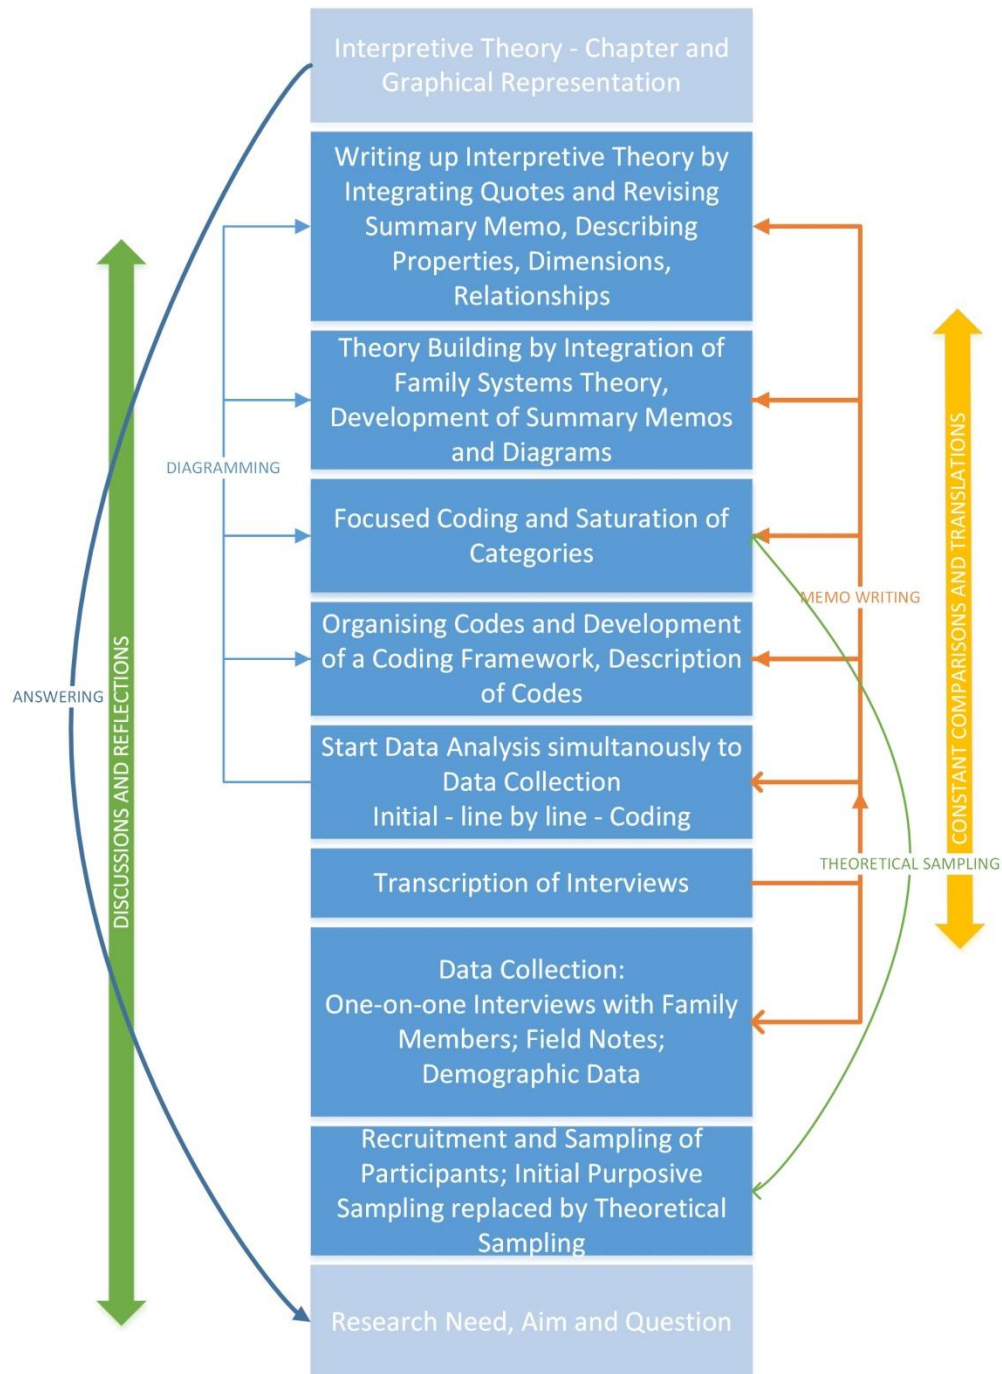 Interpretive Theory - Chapter and
Graphical Representation
Writing up Interpretive Theory by
Integrating Quotes and Revising
Summary Memo, Describing
Properties, Dimensions,
Relationships
Theory Building by Integration of
Family Systems Theory,
Development of Summary Memos
and Diagrams
DIAGRAMMING
Focused Coding and Saturation of
Categories
MEMO WRITING
Organising Codes and Development
of a Coding Framework, Description
of Codes
ANSWERING
DISCUSSIONS AND REFLECTIONS
CONSTANT COMPARISONS AND TRANSLATIONS
Start Data Analysis simultanously to
Data Collection
Initial - line by line - Coding
THEORETICAL SAMPLING
Transcription of Interviews
Data Collection:
One-on-one Interviews with Family
Members; Field Notes;
Demographic Data
Recruitment and Sampling of
Participants; Initial Purposive
Sampling replaced by Theoretical
Sampling
Research Need, Aim and Question